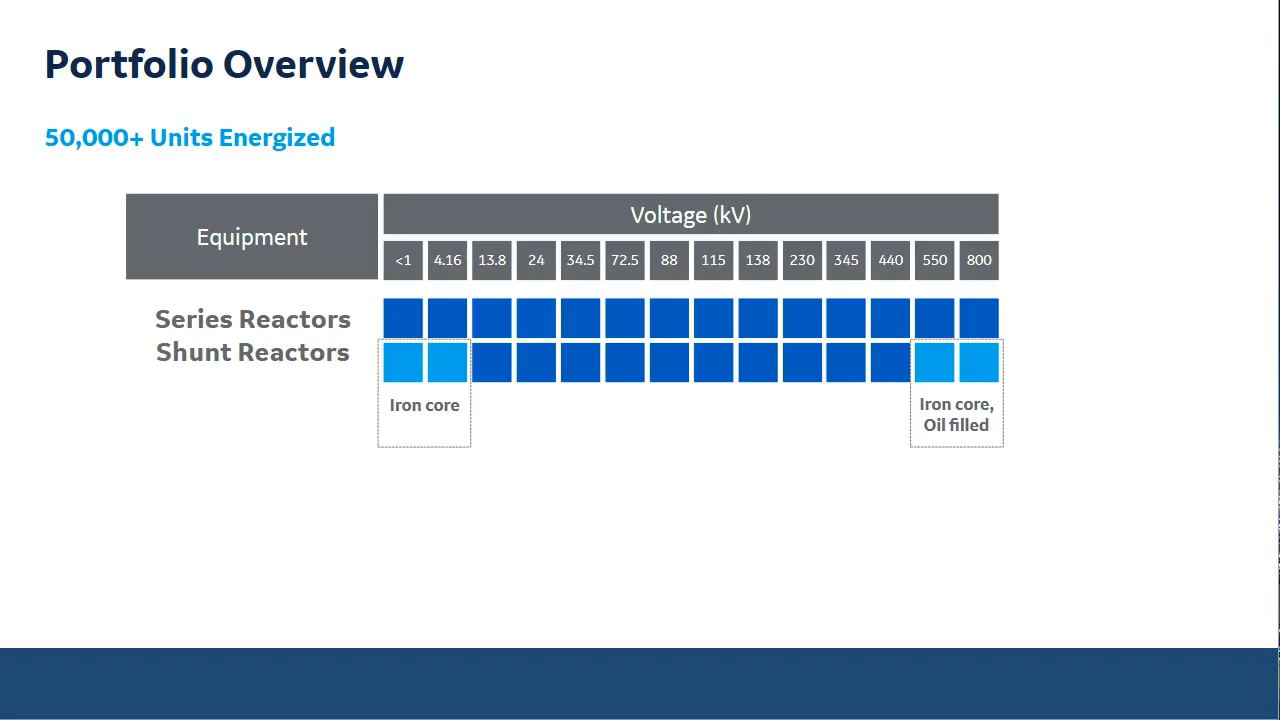 Portfolio Overview
50,000+ Units Energized
Equipment
Voltage (kV)
<1 4.16 13.8 24 34.5 72.5 88 115 138 230 345 440 550 800
Series Reactors
Shunt Reactors
Iron core
Iron core,
Oil filled